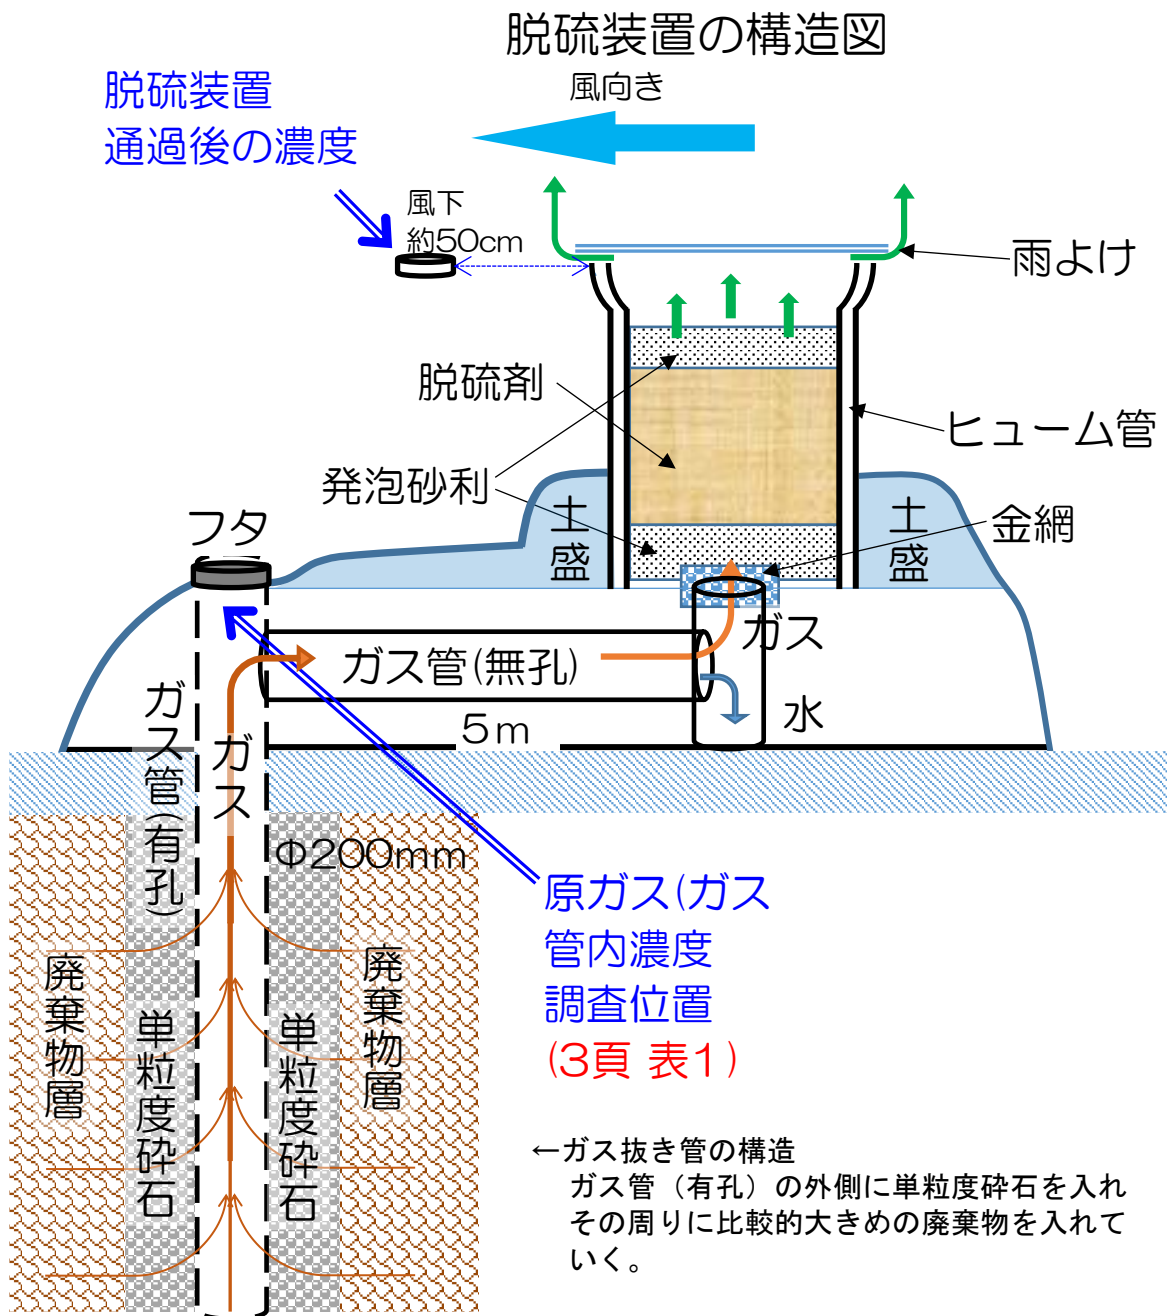 脱硫装置の構造図
風向き
脱硫装置
通過後の濃度
風下
約50cm
雨よけ
脱硫剤
ヒューム管
発泡砂利
土盛
土盛
金網
フタ
ガス
ガス管(無孔)
水
5m
ガス管(有孔)
ガス
Φ200mm
原ガス(ガス
管内濃度
調査位置
(3頁 表1)
廃棄物層
単粒度砕石
単粒度砕石
廃棄物層
←ガス抜き管の構造
ガス管（有孔）の外側に単粒度砕石を入れ
その周りに比較的大きめの廃棄物を入れて
いく。